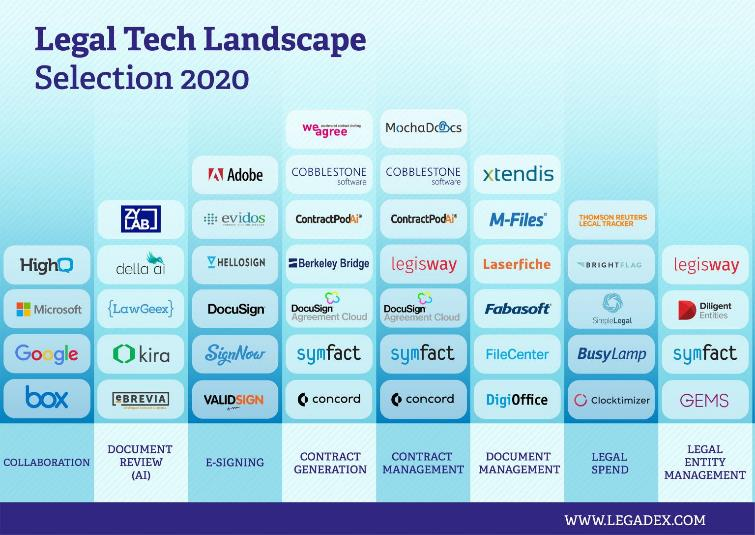 Legal Tech Landscape
Selection 2020
weagree
MochaDocs
Adobe
COBBLESTONE
software
COBBLESTONE
software
xtendis
ZY
LAB
evidos
ContractPodAi®
ContractPodAi®
M-Files®
THOMSON REUTERS
LEGAL TRACKER
HighQ
della ai
HELLOSIGN
Berkeley Bridge
legisway
Laserfiche
BRIGHTFLAG
legisway
Microsoft
{LawGeex}
DocuSign
DocuSign
Agreement Cloud
DocuSign
Agreement Cloud
Fabasoft
SimpleLegal
Diligent
Entities
Google
kira
SignNow
symfact
symfact
FileCenter
BusyLamp
symfact
box
eBREVIA
VALIDSIGN
concord
concord
DigiOffice
Clocktimizer
GEMS
COLLABORATION
DOCUMENT
REVIEW
(AI)
E-SIGNING
CONTRACT
GENERATION
CONTRACT
MANAGEMENT
DOCUMENT
MANAGEMENT
LEGAL
SPEND
LEGAL
ENTITY
MANAGEMENT
WWW.LEGADEX.COM